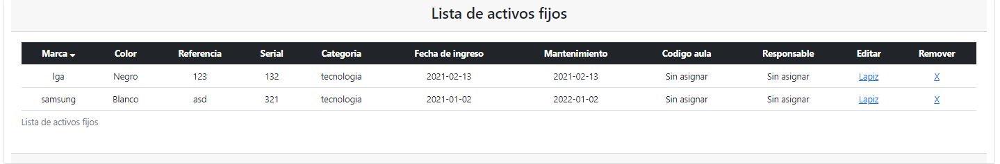 Lista de activos fijos
Marca Color Referencia Serial Categoria Fecha de ingreso Mantenimiento Codigo aula Responsable Editar Remover
lga Negro 123 132 tecnologia 2021-02-13 2021-02-13 Sin asignar Sin asignar Lapiz X
samsung Blanco asd 321 tecnologia 2021-01-02 2022-01-02 Sin asignar Sin asignar Lapiz X
Lista de activos fijos